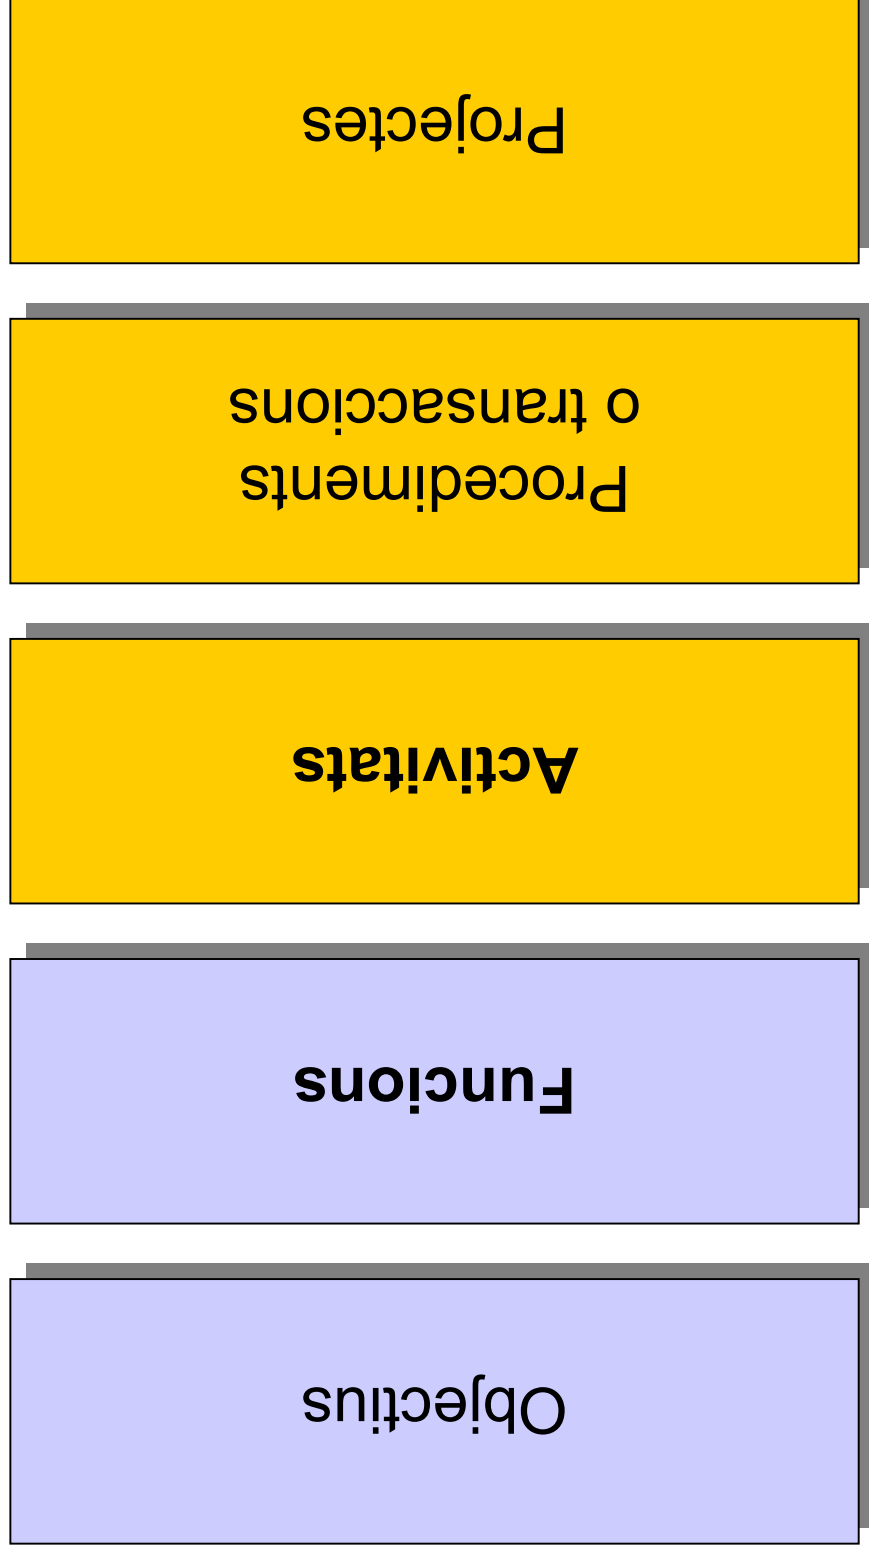 Objectius
Funcions
Activitats
Procediments
o transaccions
Projectes